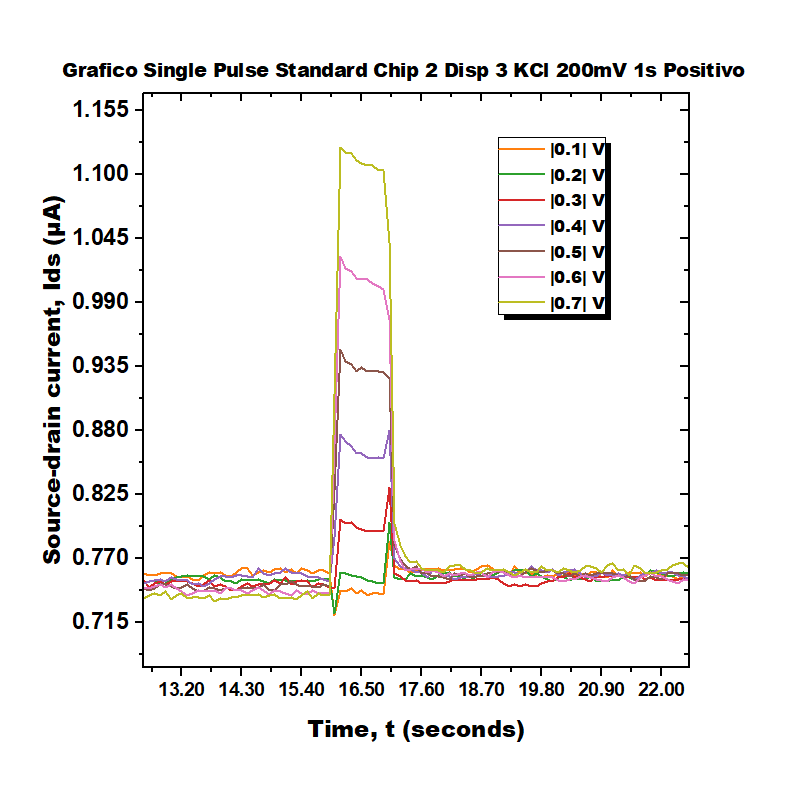 Grafico Single Pulse Standard Chip 2 Disp 3 KCl 200mV 1s Positivo
1.155
1.100
1.045
0.990
0.935
0.880
0.825
0.770
0.715
Source-drain current, Ids (µA)
|0.1| V
|0.2| V
|0.3| V
|0.4| V
|0.5| V
|0.6| V
|0.7| V
13.20 14.30 15.40 16.50 17.60 18.70 19.80 20.90 22.00
Time, t (seconds)